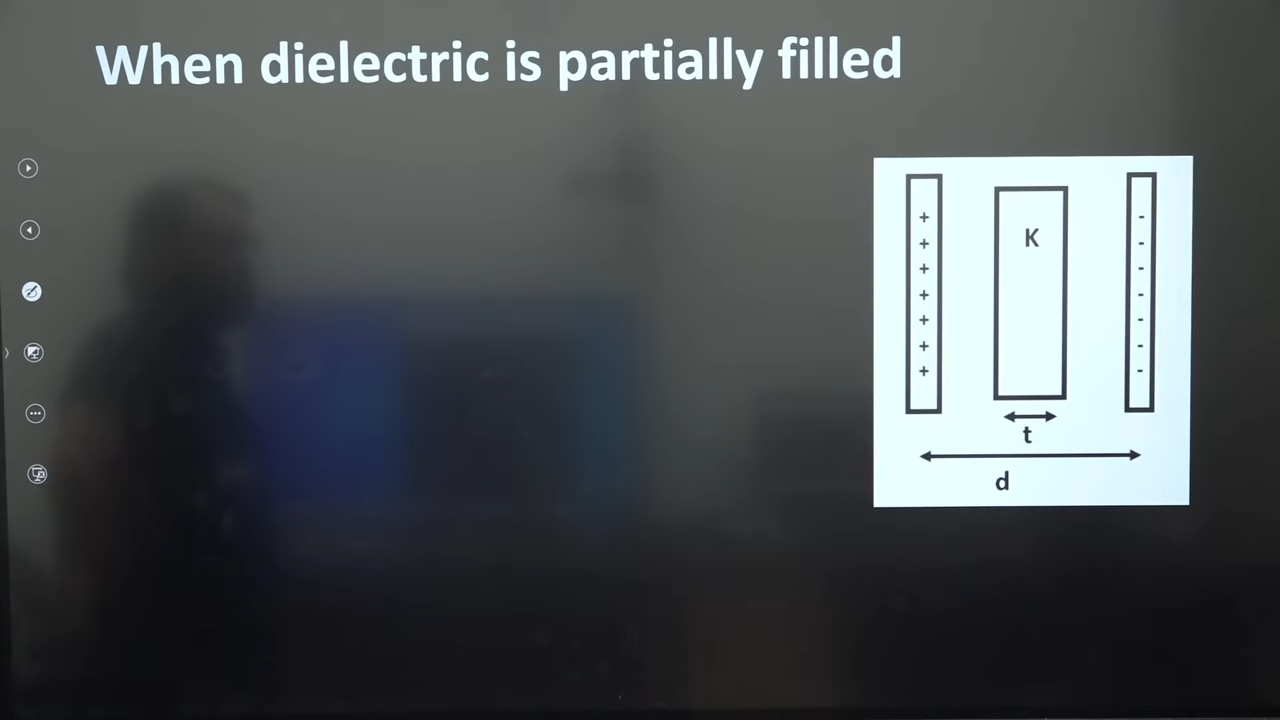 When dielectric is partially filled
+ -
+ K -
+ -
+ -
+ -
+ -
+ -
t
d